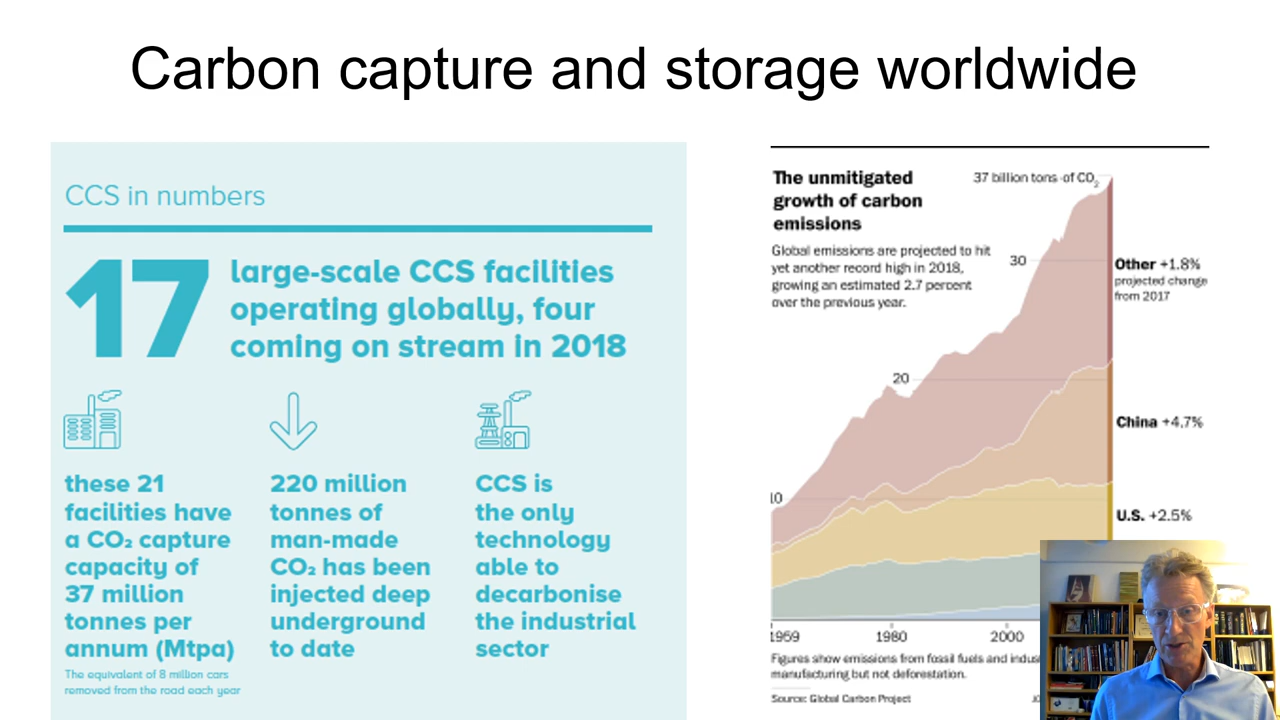 Carbon capture and storage worldwide
CCS in numbers
17
large-scale CCS facilities
operating globally, four
coming on stream in 2018
these 21
facilities have
a CO₂ capture
capacity of
37 million
tonnes per
annum (Mtpa)
The equivalent of 8 million cars
removed from the road each year
220 million
tonnes of
man-made
CO₂ has been
injected deep
underground
to date
CCS is
the only
technology
able to
decarbonise
the industrial
sector
The unmitigated
growth of carbon
emissions
Global emissions are projected to hit
yet another record high in 2018,
growing an estimated 2.7 percent
over the previous year.
37 billion tons of CO₂
30
20
10
Other +1.8%
projected change
from 2017
China +4.7%
U.S. +2.5%
1959
1980
2000
Figures show emissions from fossil fuels and
manufacturing but not deforestation.
Source: Global Carbon Project